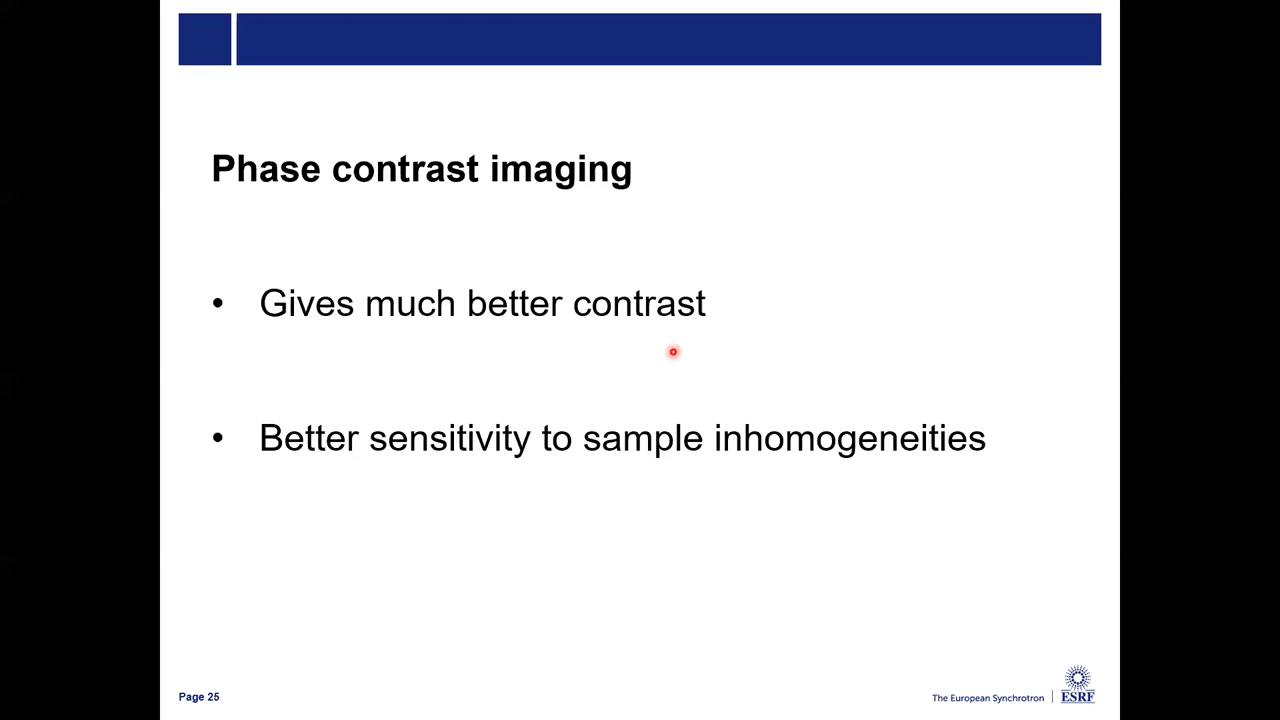 Phase contrast imaging
• Gives much better contrast
• Better sensitivity to sample inhomogeneities
Page 25
The European Synchrotron | ESRF